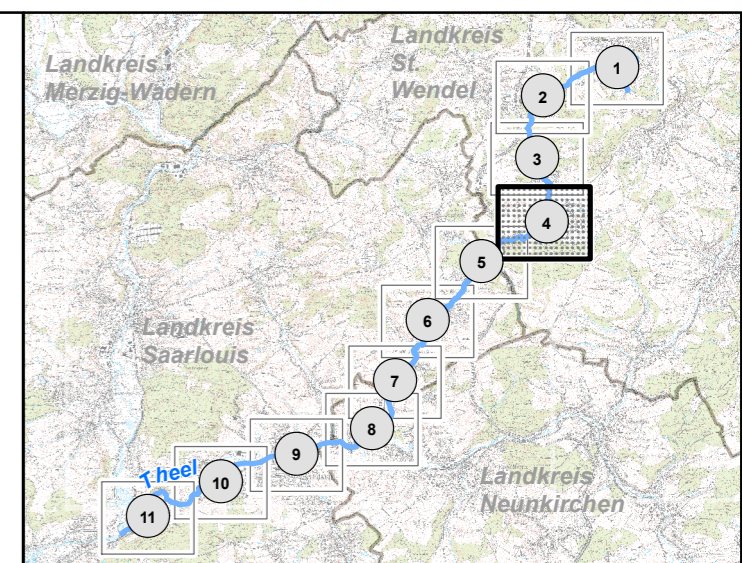 Landkreis
Merzig-Wadern
Landkreis
St.
Wendel
1
2
3
4
5
6
Landkreis
Saarlouis
7
8
9
Theel
10
11
Landkreis
Neunkirchen